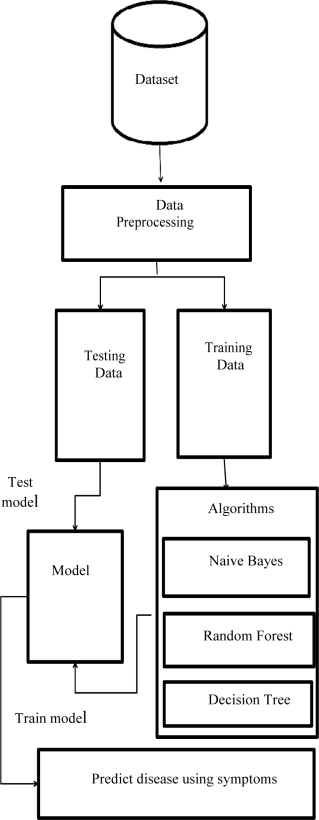 Dataset
Data
Preprocessing
Testing
Data
Training
Data
Test
model
Algorithms
Naive Bayes
Model
Random Forest
Decision Tree
Train model
Predict disease using symptoms